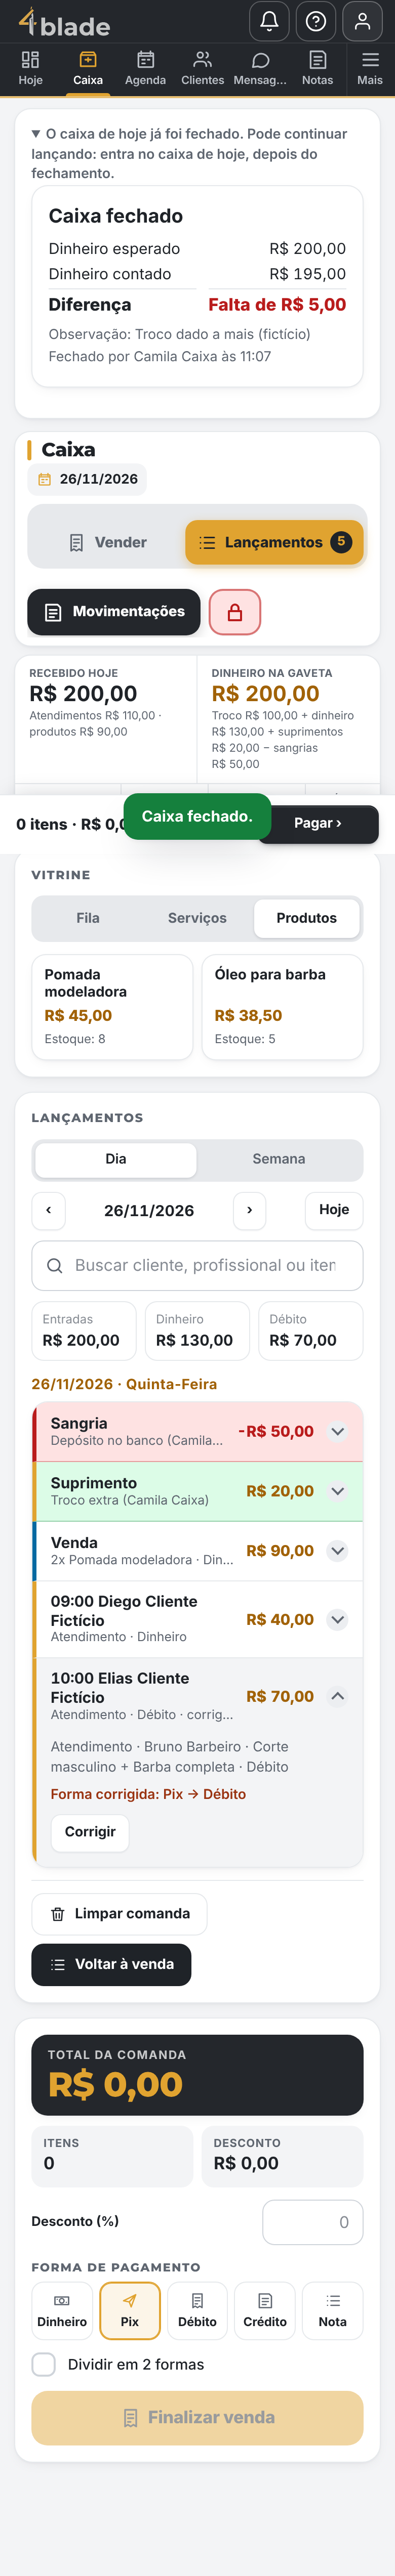 4blade
Hoje
Caixa
Agenda
Clientes
Mensag...
Notas
Mais
▼ O caixa de hoje já foi fechado. Pode continuar
lançando: entra no caixa de hoje, depois do
fechamento.
Caixa fechado
Dinheiro esperado R$ 200,00
Dinheiro contado R$ 195,00
Diferença Falta de R$ 5,00
Observação: Troco dado a mais (fictício)
Fechado por Camila Caixa às 11:07
Caixa
26/11/2026
Vender
Lançamentos 5
Movimentações
RECEBIDO HOJE
R$ 200,00
Atendimentos R$ 110,00 ·
produtos R$ 90,00
DINHEIRO NA GAVETA
R$ 200,00
Troco R$ 100,00 + dinheiro
R$ 130,00 + suprimentos
R$ 20,00 − sangrias
R$ 50,00
0 itens · R$ 0,0
Caixa fechado.
Pagar ›
VITRINE
Fila
Serviços
Produtos
Pomada
modeladora
R$ 45,00
Estoque: 8
Óleo para barba
R$ 38,50
Estoque: 5
LANÇAMENTOS
Dia
Semana
‹ 26/11/2026 › Hoje
Buscar cliente, profissional ou iter
Entradas
R$ 200,00
Dinheiro
R$ 130,00
Débito
R$ 70,00
26/11/2026 · Quinta-Feira
Sangria
Depósito no banco (Camila...
-R$ 50,00
Suprimento
Troco extra (Camila Caixa)
R$ 20,00
Venda
2x Pomada modeladora · Din...
R$ 90,00
09:00 Diego Cliente
Fictício
Atendimento · Dinheiro
R$ 40,00
10:00 Elias Cliente
Fictício
Atendimento · Débito · corrig...
R$ 70,00
Atendimento · Bruno Barbeiro · Corte
masculino + Barba completa · Débito
Forma corrigida: Pix → Débito
Corrigir
Limpar comanda
Voltar à venda
TOTAL DA COMANDA
R$ 0,00
ITENS
0
DESCONTO
R$ 0,00
Desconto (%) 0
FORMA DE PAGAMENTO
Dinheiro
Pix
Débito
Crédito
Nota
Dividir em 2 formas
Finalizar venda